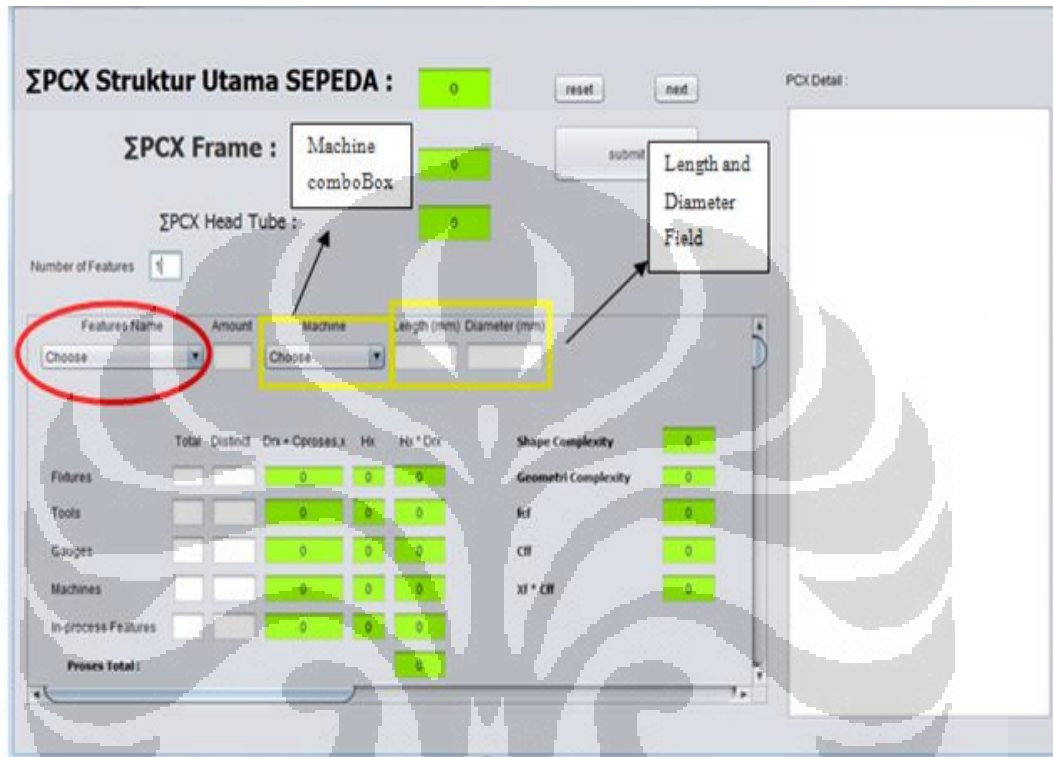 ΣPCX Struktur Utama SEPEDA : 0 reset next PCX Detail :
ΣPCX Frame : 0 submit
Machine
comboBox
Length and
Diameter
Field
ΣPCX Head Tube : 0
Number of Features 1
Features Name Amount Machine Length (mm) Diameter (mm)
Choose Choose
Total Distinct Drx + Cproses,x Hx Hx * Drx Shape Complexity 0
Fixtures 0 0 0 Geometri Complexity 0
Tools 0 0 0 fcf 0
Gauges 0 0 0 Cff 0
Machines 0 0 0 Xf * Cff 0
In-process Features 0 0 0
Proses Total : 0